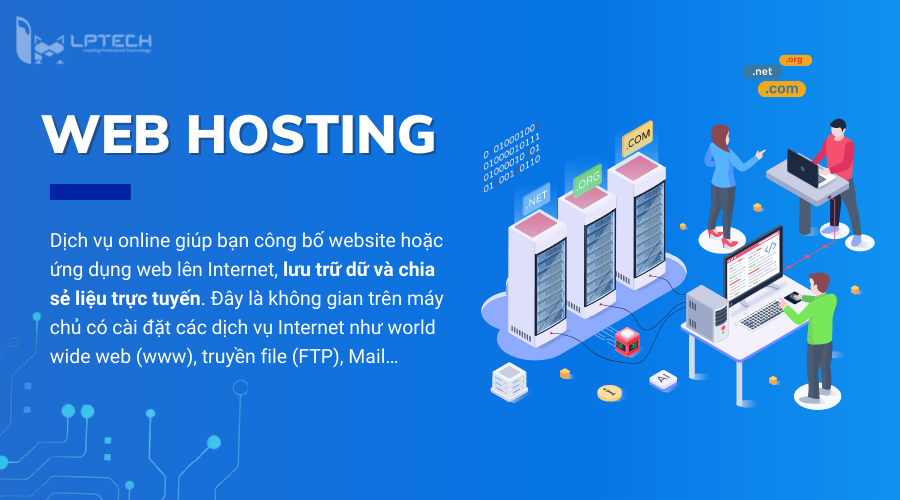 LPTECH
Leading Professional Technology
WEB HOSTING
Dịch vụ online giúp bạn công bố website hoặc
ứng dụng web lên Internet, lưu trữ dữ và chia
sẻ liệu trực tuyến. Đây là không gian trên máy
chủ có cài đặt các dịch vụ Internet như world
wide web (www), truyền file (FTP), Mail...
.org
.net
.com
0 01000100
01000010111
01000010 01
01 001 0110
.NET
.ORG
.COM
</>
AI